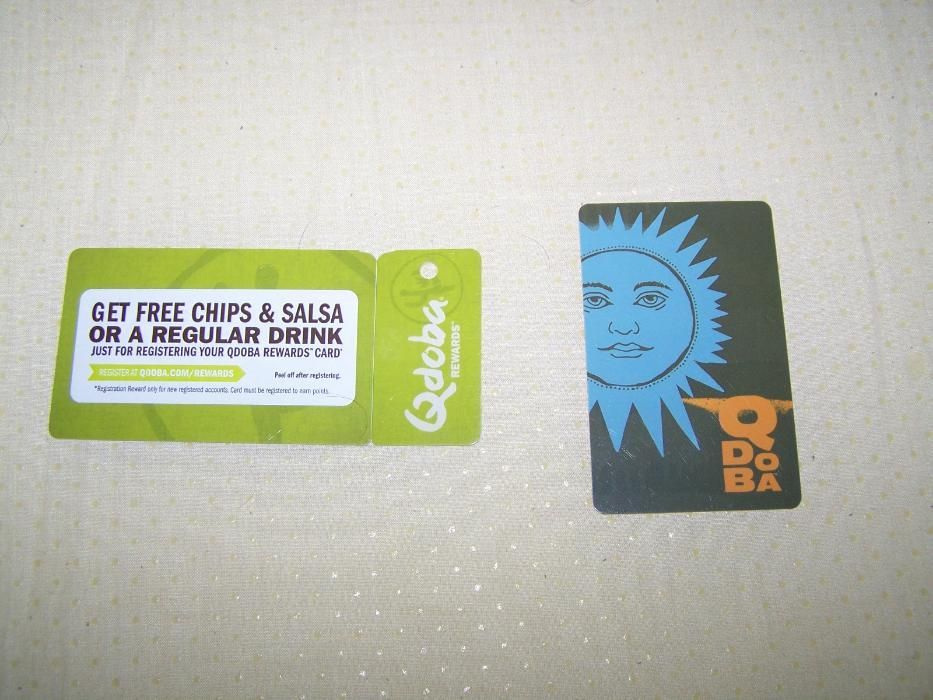 GET FREE CHIPS & SALSA
OR A REGULAR DRINK
JUST FOR REGISTERING YOUR QDOBA REWARDS™ CARD*
REGISTER AT QDOBA.COM/REWARDS
Peel off after registering.
*Registration Reward only for new registered accounts. Card must be registered to earn points.
Qdoba®
REWARDS™
Q
DO
BA